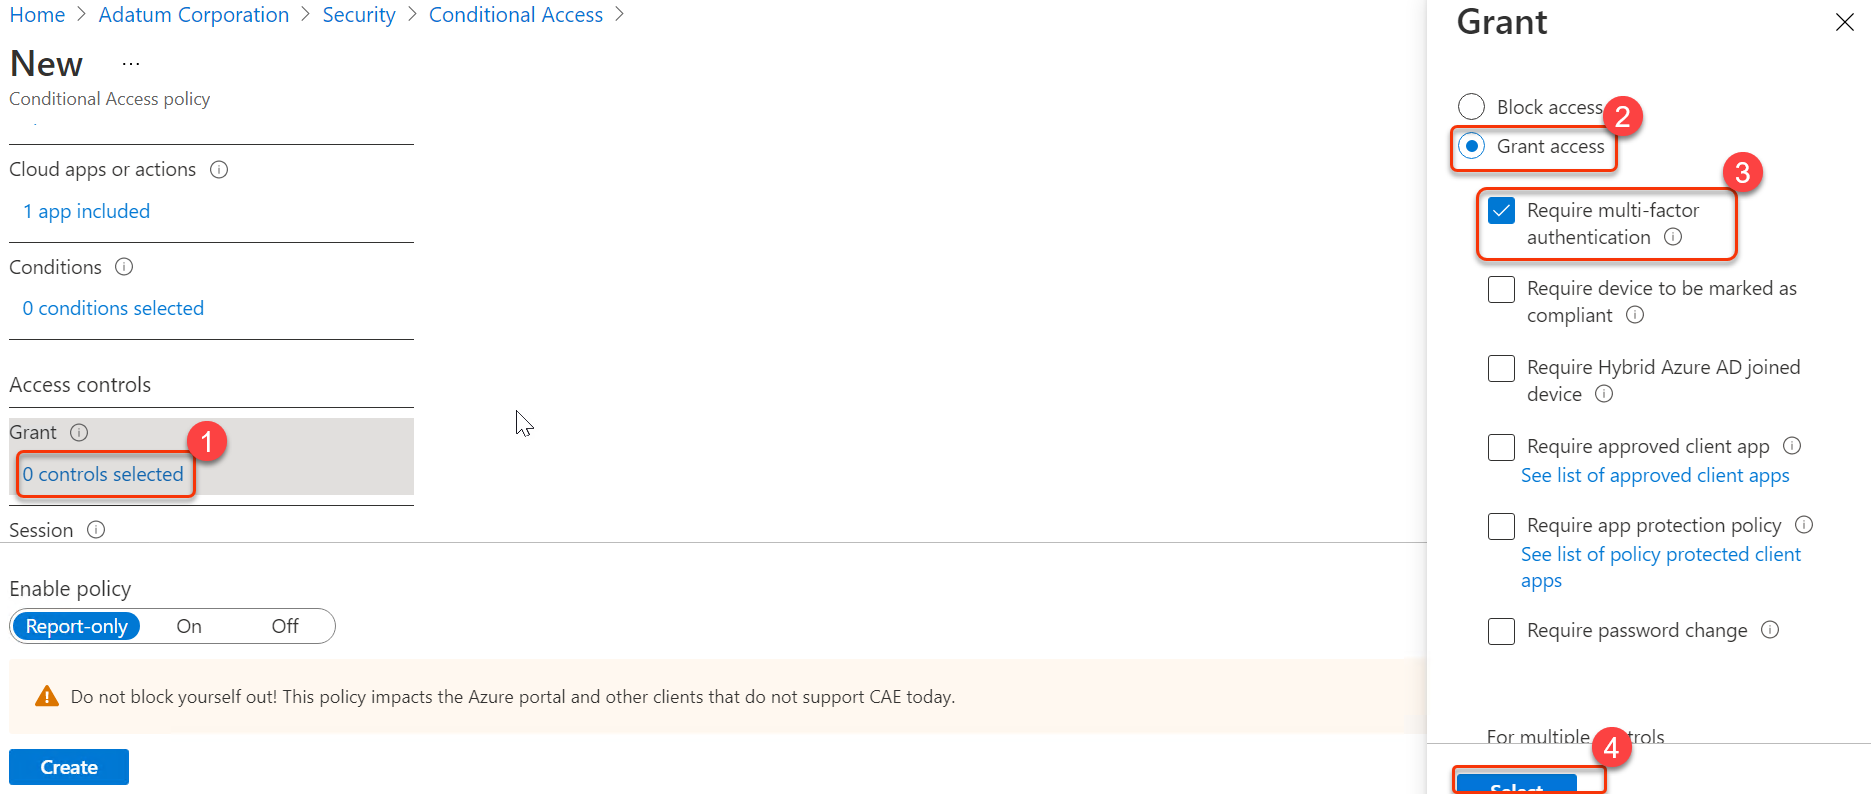 Home > Adatum Corporation > Security > Conditional Access >
New ...
Conditional Access policy
Cloud apps or actions
1 app included
Conditions
0 conditions selected
Access controls
Grant
1
0 controls selected
Session
Enable policy
Report-only On Off
Do not block yourself out! This policy impacts the Azure portal and other clients that do not support CAE today.
Create
Grant
Block access
2
Grant access
3
Require multi-factor
authentication
Require device to be marked as
compliant
Require Hybrid Azure AD joined
device
Require approved client app
See list of approved client apps
Require app protection policy
See list of policy protected client
apps
Require password change
For multiple
4
Select